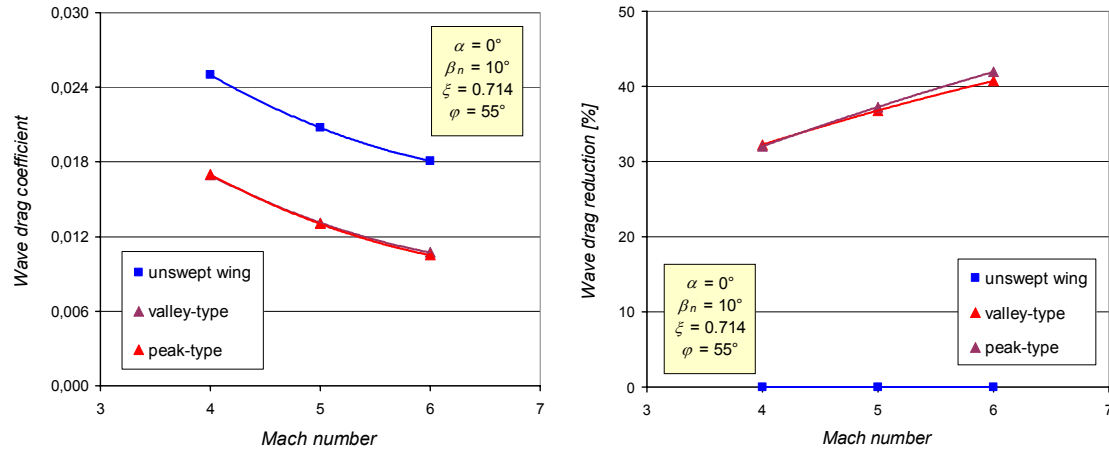 0,030
0,024
0,018
0,012
0,006
0,000
Wave drag coefficient
α = 0°
βn = 10°
ξ = 0.714
φ = 55°
unswept wing
valley-type
peak-type
3 4 5 6 7
Mach number
50
40
30
20
10
0
Wave drag reduction [%]
α = 0°
βn = 10°
ξ = 0.714
φ = 55°
unswept wing
valley-type
peak-type
3 4 5 6 7
Mach number